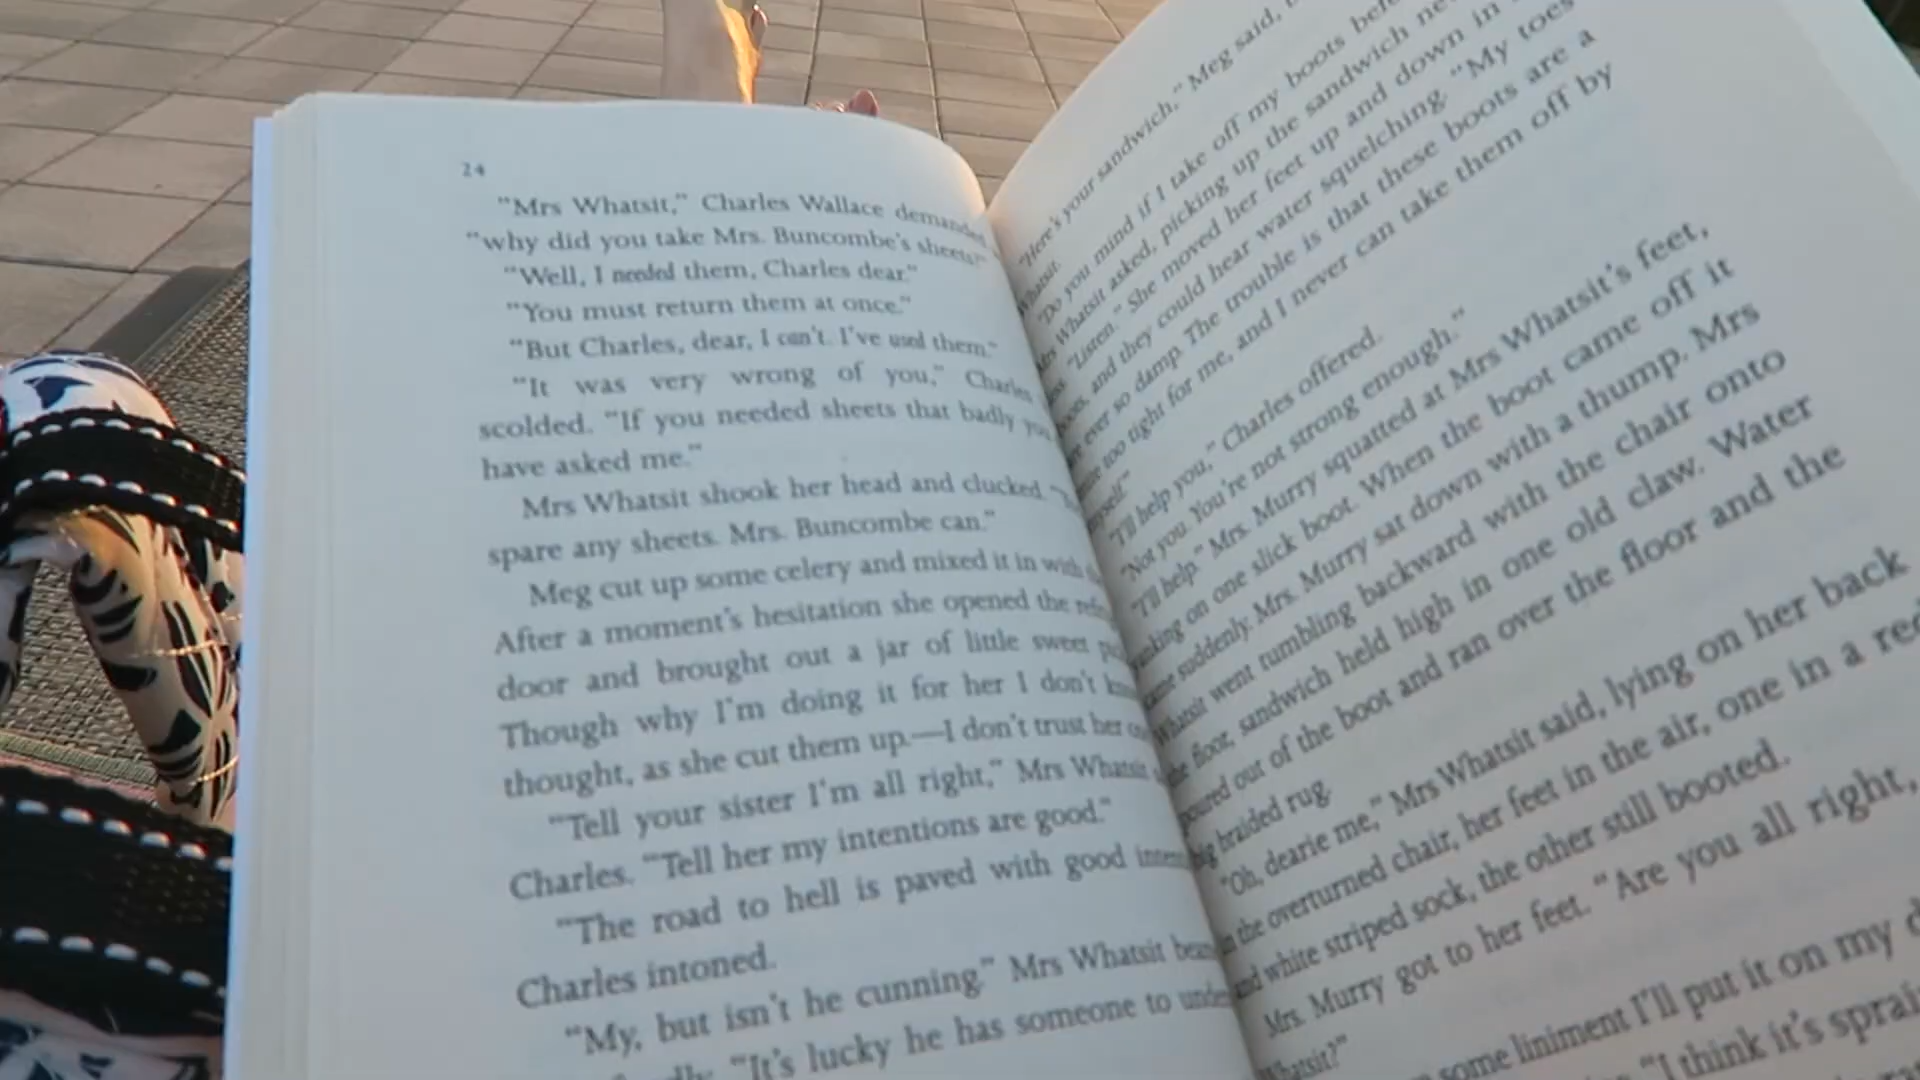 24
"Mrs Whatsit," Charles Wallace demanded
"why did you take Mrs. Buncombe's sheets?"
"Well, I needed them, Charles dear."
"You must return them at once."
"But Charles, dear, I can't. I've used them."
"It was very wrong of you," Charles
scolded. "If you needed sheets that badly
have asked me."
Mrs Whatsit shook her head and clucked.
spare any sheets. Mrs. Buncombe can."
Meg cut up some celery and mixed it in with
After a moment's hesitation she opened the
door and brought out a jar of little sweet
Though why I'm doing it for her I don't
thought, as she cut them up.—I don't trust her
"Tell your sister I'm all right," Mrs Whatsit
Charles. "Tell her my intentions are good."
"The road to hell is paved with good
Charles intoned.
"My, but isn't he cunning." Mrs Whatsit
"It's lucky he has someone to
"Here's your sandwich," Meg said,
Whatsit.
"Do you mind if I take off my boots
Mrs Whatsit asked, picking up the sandwich
"Listen." She moved her feet up and down in
and they could hear water squelching. "My toes
ever so damp. The trouble is that these boots are a
too tight for me, and I never can take them off by
myself."
"I'll help you," Charles offered.
"Not you. You're not strong enough."
"I'll help." Mrs. Murry squatted at Mrs Whatsit's feet,
on one slick boot. When the boot came off it
suddenly. Mrs. Murry sat down with a thump. Mrs
Whatsit went tumbling backward with the chair onto
the floor, sandwich held high in one old claw. Water
poured out of the boot and ran over the floor and the
big braided rug.
"Oh, dearie me," Mrs Whatsit said, lying on her back
in the overturned chair, her feet in the air, one in a red
and white striped sock, the other still booted.
Mrs. Murry got to her feet. "Are you all right,
Whatsit?"
some liniment I'll put it on my
"I think it's